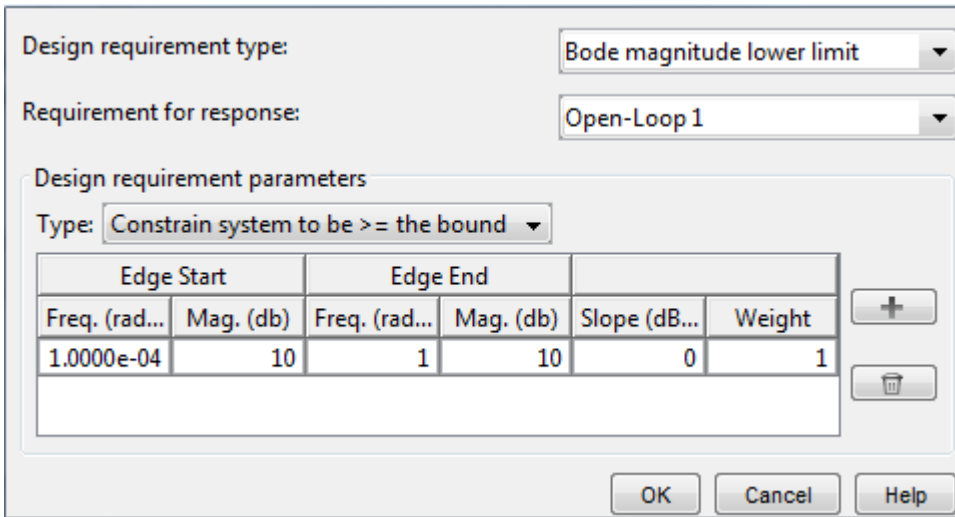 Design requirement type: Bode magnitude lower limit
Requirement for response: Open-Loop 1
Design requirement parameters
Type: Constrain system to be >= the bound
Edge Start Edge End
Freq. (rad... Mag. (db) Freq. (rad... Mag. (db) Slope (dB... Weight
1.0000e-04 10 1 10 0 1
OK Cancel Help